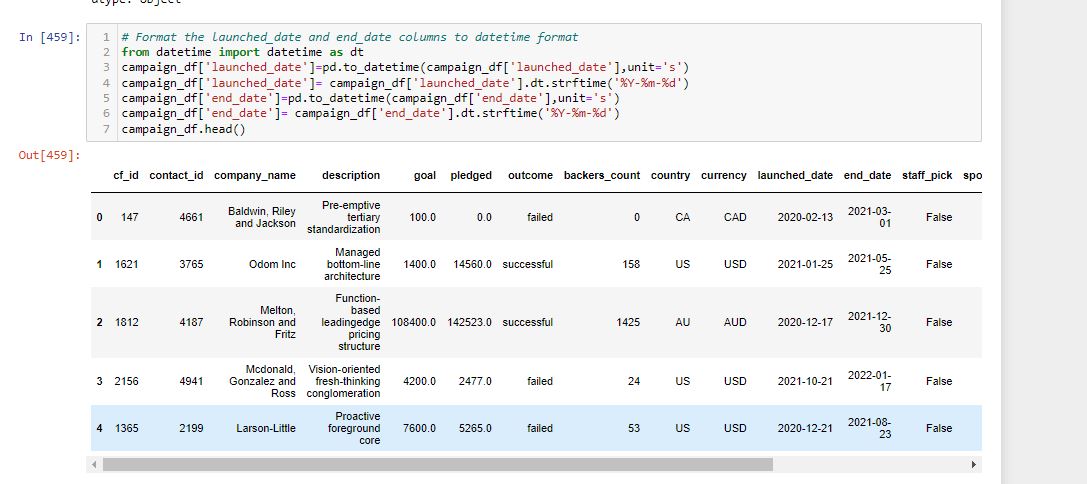 dtype: object
In [459]:
1 # Format the launched_date and end_date columns to datetime format
2 from datetime import datetime as dt
3 campaign_df['launched_date']=pd.to_datetime(campaign_df['launched_date'],unit='s')
4 campaign_df['launched_date']= campaign_df['launched_date'].dt.strftime('%Y-%m-%d')
5 campaign_df['end_date']=pd.to_datetime(campaign_df['end_date'],unit='s')
6 campaign_df['end_date']= campaign_df['end_date'].dt.strftime('%Y-%m-%d')
7 campaign_df.head()
Out[459]:
cf_id contact_id company_name description goal pledged outcome backers_count country currency launched_date end_date staff_pick spo
0 147 4661 Baldwin, Riley and Jackson Pre-emptive tertiary standardization 100.0 0.0 failed 0 CA CAD 2020-02-13 2021-03-01 False
1 1621 3765 Odom Inc Managed bottom-line architecture 1400.0 14560.0 successful 158 US USD 2021-01-25 2021-05-25 False
2 1812 4187 Melton, Robinson and Fritz Function-based leadingedge pricing structure 108400.0 142523.0 successful 1425 AU AUD 2020-12-17 2021-12-30 False
3 2156 4941 Mcdonald, Gonzalez and Ross Vision-oriented fresh-thinking conglomeration 4200.0 2477.0 failed 24 US USD 2021-10-21 2022-01-17 False
4 1365 2199 Larson-Little Proactive foreground core 7600.0 5265.0 failed 53 US USD 2020-12-21 2021-08-23 False